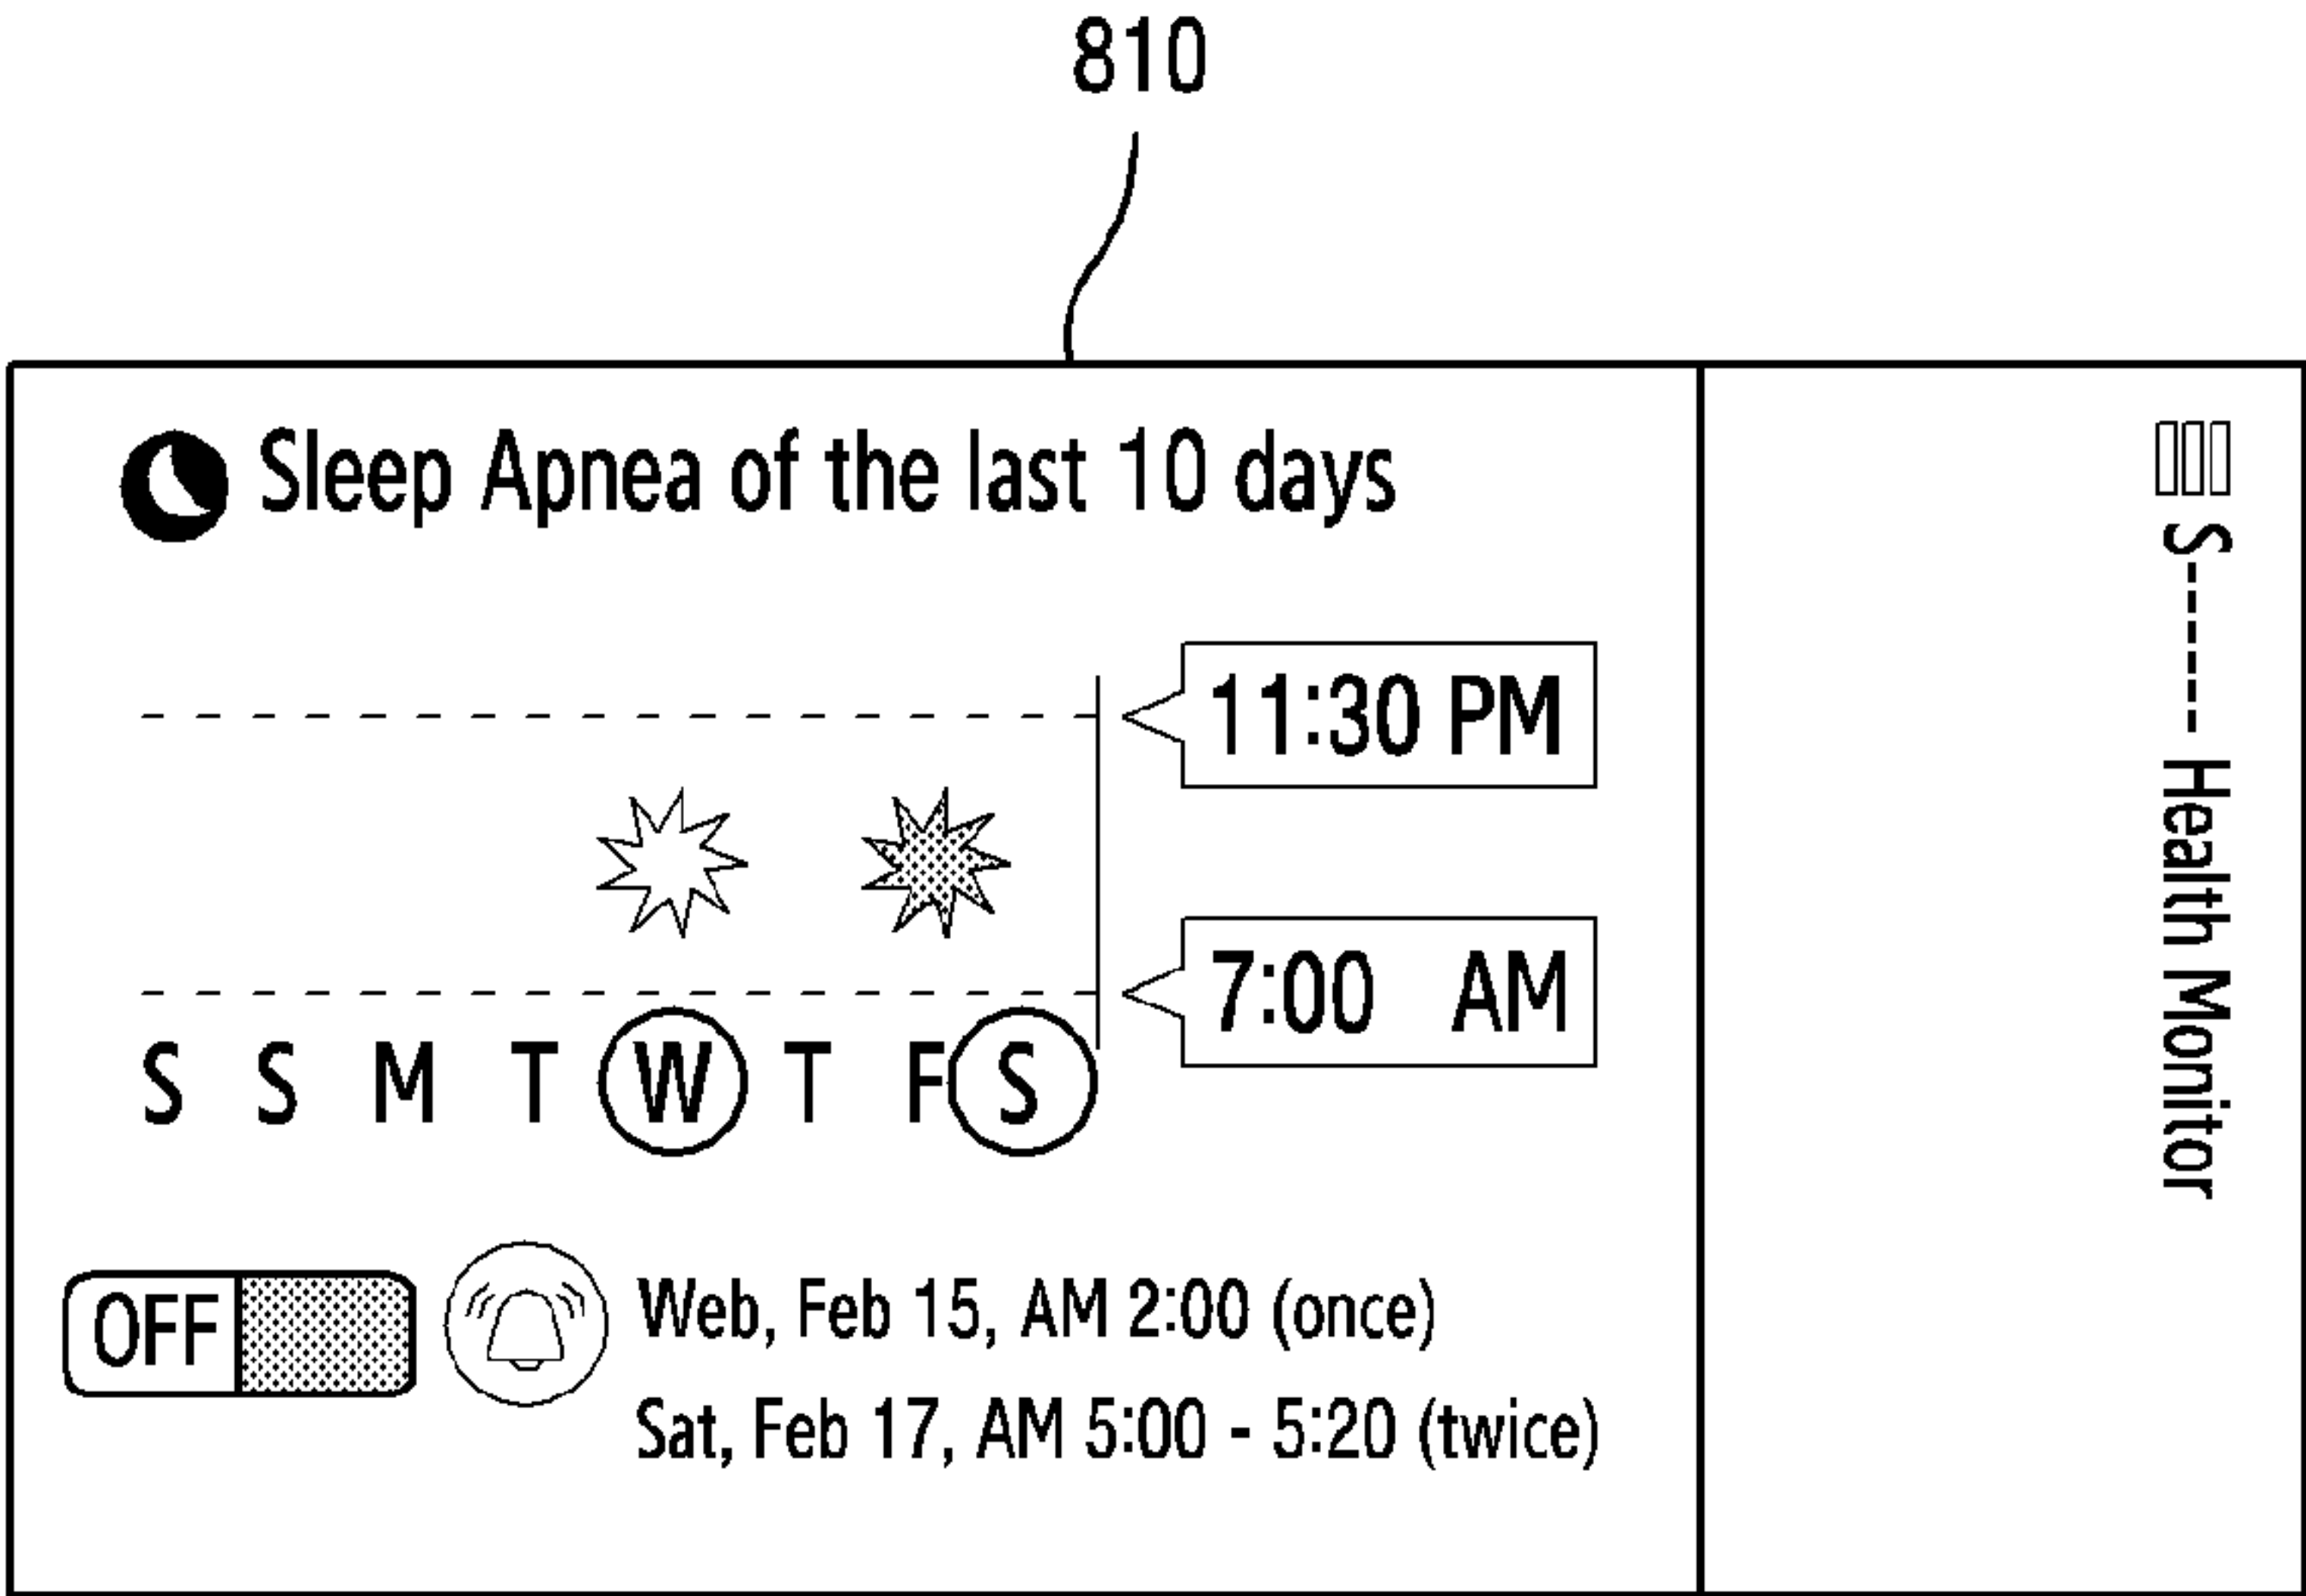 810
Sleep Apnea of the last 10 days
11:30 PM
7:00 AM
S S M T W T F S
OFF
Web, Feb 15, AM 2:00 (once)
Sat, Feb 17, AM 5:00 - 5:20 (twice)
S------ Health Monitor